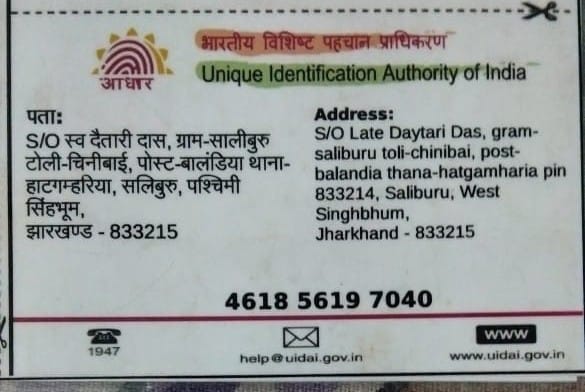 भारतीय विशिष्ट पहचान प्राधिकरण
Unique Identification Authority of India
आधार
पता:
S/O स्व दैतारी दास, ग्राम-सालीबुरु
टोली-चिनीबाई, पोस्ट-बालंडिया थाना-
हाटगम्हरिया, सलिबुरु, पश्चिमी
सिंहभूम,
झारखण्ड - 833215
Address:
S/O Late Daytari Das, gram-
saliburu toli-chinibai, post-
balandia thana-hatgamharia pin
833214, Saliburu, West
Singhbhum,
Jharkhand - 833215
4618 5619 7040
1947
help@uidai.gov.in
www
www.uidai.gov.in